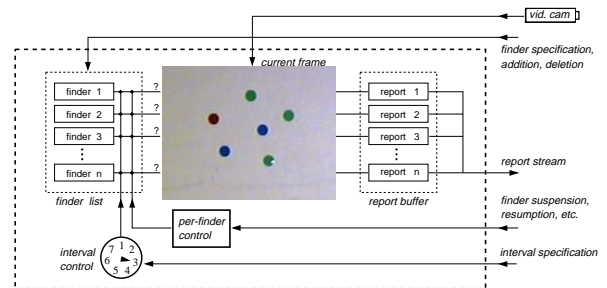 vid. cam
finder specification,
addition, deletion
current frame
finder 1
finder 2
finder 3
finder n
finder list
?
?
?
?
report 1
report 2
report 3
report n
report buffer
report stream
per-finder
control
finder suspension,
resumption, etc.
interval
control
1
2
3
4
5
6
7
interval specification